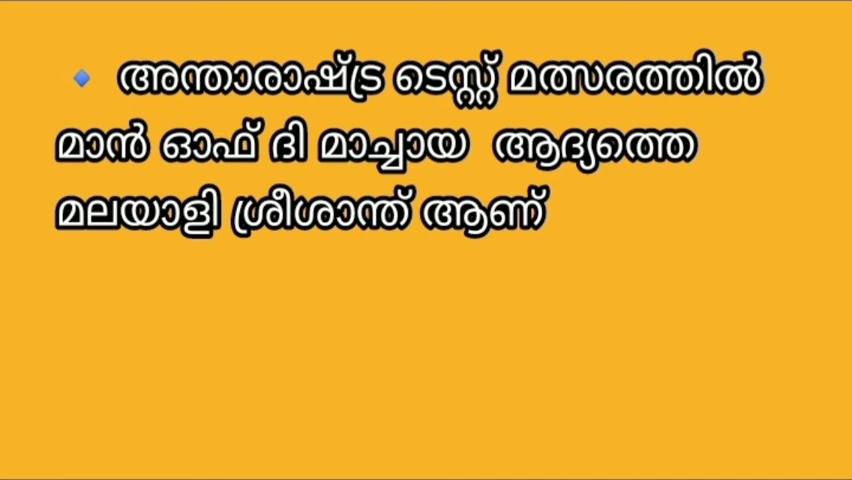 🔹 അന്താരാഷ്ട്ര ടെസ്റ്റ് മത്സരത്തിൽ
മാൻ ഓഫ് ദി മാച്ചായ ആദ്യത്തെ
മലയാളി ശ്രീശാന്ത് ആണ്